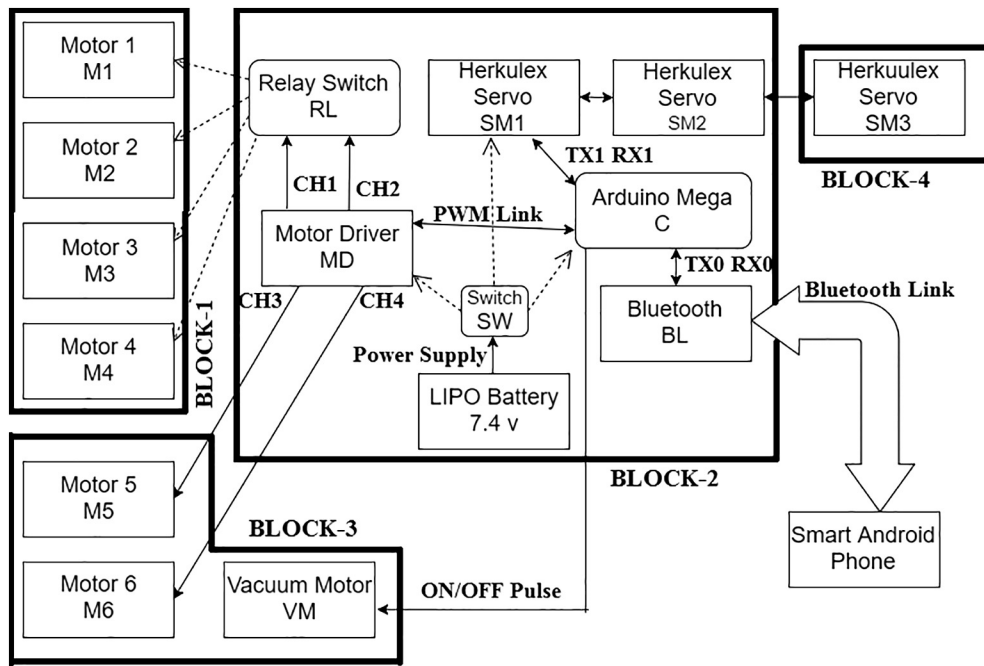 Motor 1
M1
Motor 2
M2
Motor 3
M3
Motor 4
M4
BLOCK-1
Relay Switch
RL
CH1
CH2
Motor Driver
MD
CH3
CH4
PWM Link
Herkulex
Servo
SM1
Herkulex
Servo
SM2
TX1 RX1
Arduino Mega
C
TX0 RX0
Bluetooth
BL
Switch
SW
Power Supply
LIPO Battery
7.4 v
BLOCK-2
Herkuulex
Servo
SM3
BLOCK-4
Bluetooth Link
Smart Android
Phone
Motor 5
M5
Motor 6
M6
BLOCK-3
Vacuum Motor
VM
ON/OFF Pulse